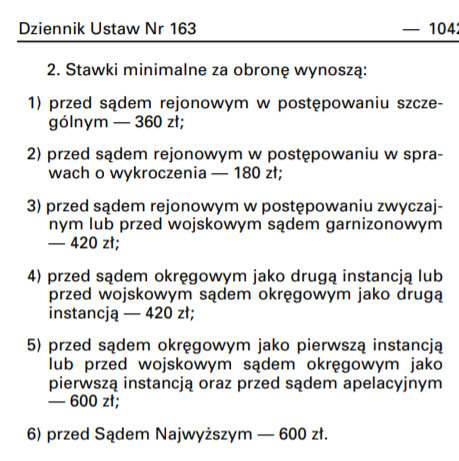 Dziennik Ustaw Nr 163 — 1042
2. Stawki minimalne za obronę wynoszą:
1) przed sądem rejonowym w postępowaniu szcze-
gólnym — 360 zł;
2) przed sądem rejonowym w postępowaniu w spra-
wach o wykroczenia — 180 zł;
3) przed sądem rejonowym w postępowaniu zwyczaj-
nym lub przed wojskowym sądem garnizonowym
— 420 zł;
4) przed sądem okręgowym jako drugą instancją lub
przed wojskowym sądem okręgowym jako drugą
instancją — 420 zł;
5) przed sądem okręgowym jako pierwszą instancją
lub przed wojskowym sądem okręgowym jako
pierwszą instancją oraz przed sądem apelacyjnym
— 600 zł;
6) przed Sądem Najwyższym — 600 zł.